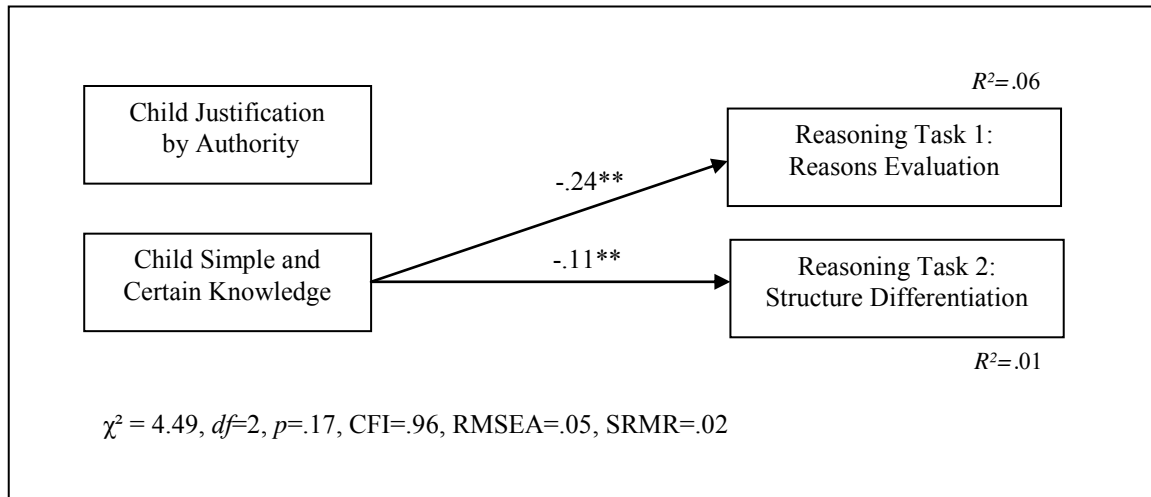 R²=.06
Child Justification
by Authority
Reasoning Task 1:
Reasons Evaluation
-.24**
Child Simple and
Certain Knowledge
-.11**
Reasoning Task 2:
Structure Differentiation
R²=.01
χ² = 4.49, df=2, p=.17, CFI=.96, RMSEA=.05, SRMR=.02